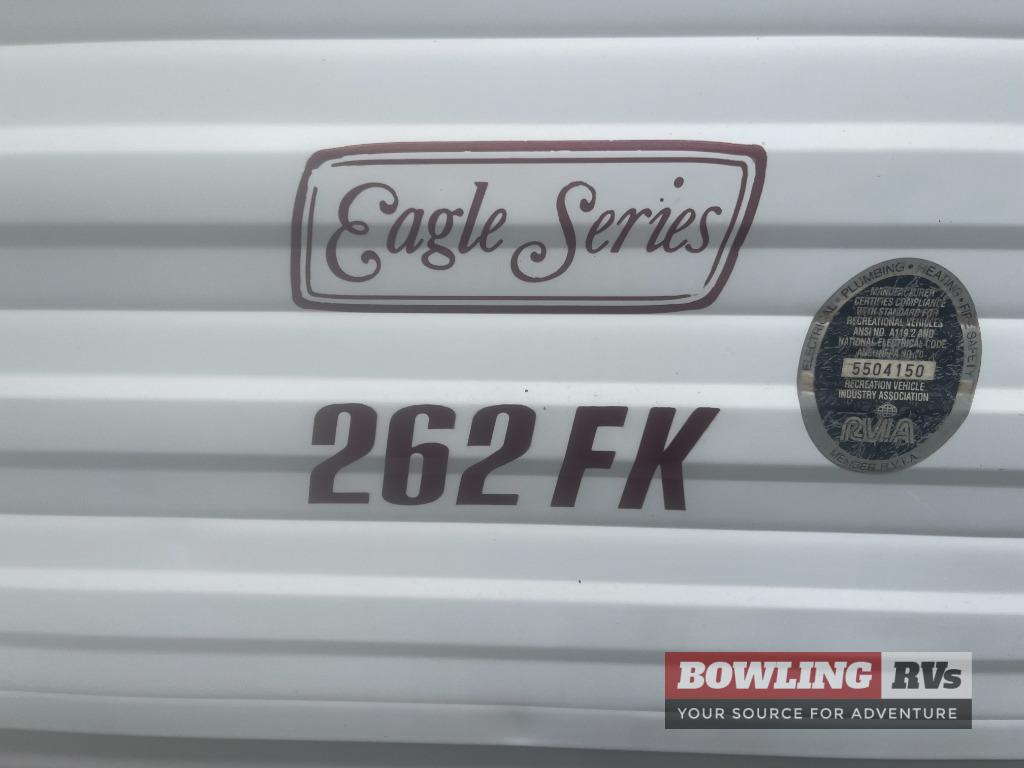 Eagle Series
262 FK
ELECTRICAL • PLUMBING • HEATING • FIRE SAFETY
MANUFACTURER
CERTIFIES COMPLIANCE
WITH STANDARD FOR
RECREATIONAL VEHICLES
ANSI NO. A119.2 AND
NATIONAL ELECTRICAL CODE
5504150
RECREATION VEHICLE
INDUSTRY ASSOCIATION
RVIA
MEMBER R.V.I.A.
BOWLING RVs
YOUR SOURCE FOR ADVENTURE